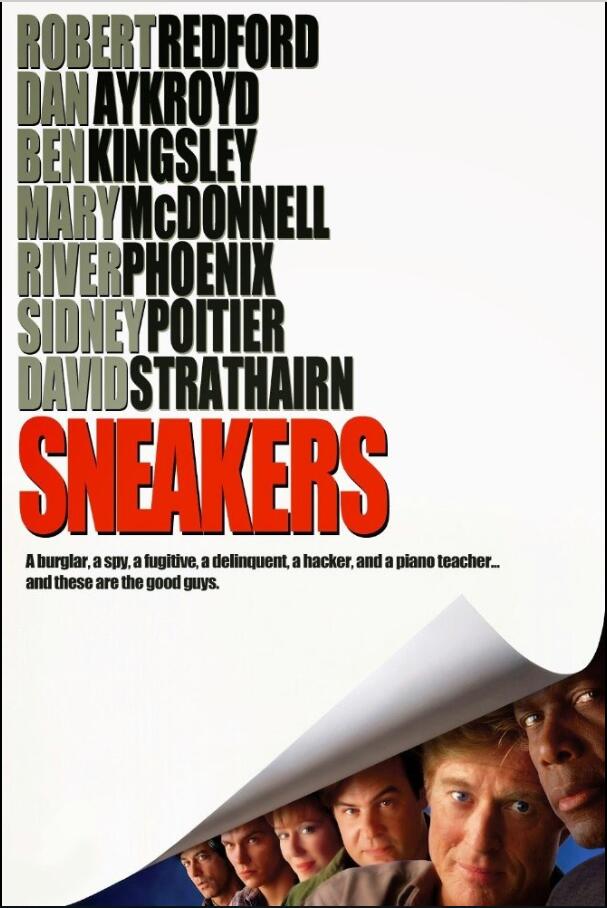 ROBERT REDFORD
DAN AYKROYD
BEN KINGSLEY
MARY McDONNELL
RIVER PHOENIX
SIDNEY POITIER
DAVID STRATHAIRN
SNEAKERS
A burglar, a spy, a fugitive, a delinquent, a hacker, and a piano teacher...
and these are the good guys.